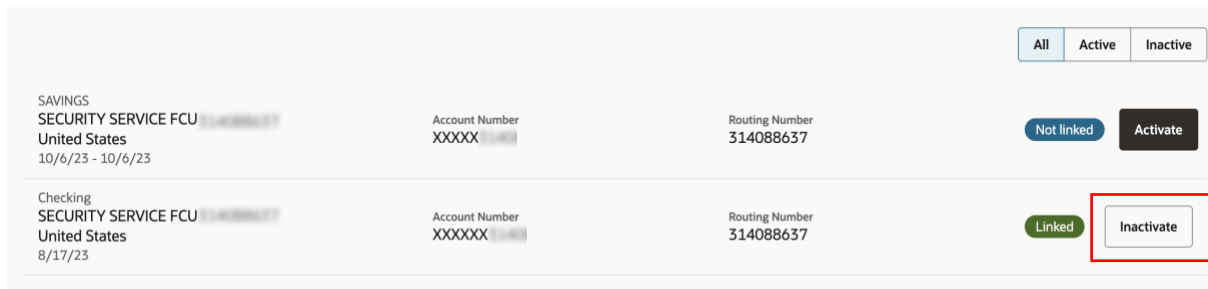 All Active Inactive
SAVINGS
SECURITY SERVICE FCU
United States
10/6/23 - 10/6/23
Account Number
XXXXX
Routing Number
314088637
Not linked
Activate
Checking
SECURITY SERVICE FCU
United States
8/17/23
Account Number
XXXXXX
Routing Number
314088637
Linked
Inactivate